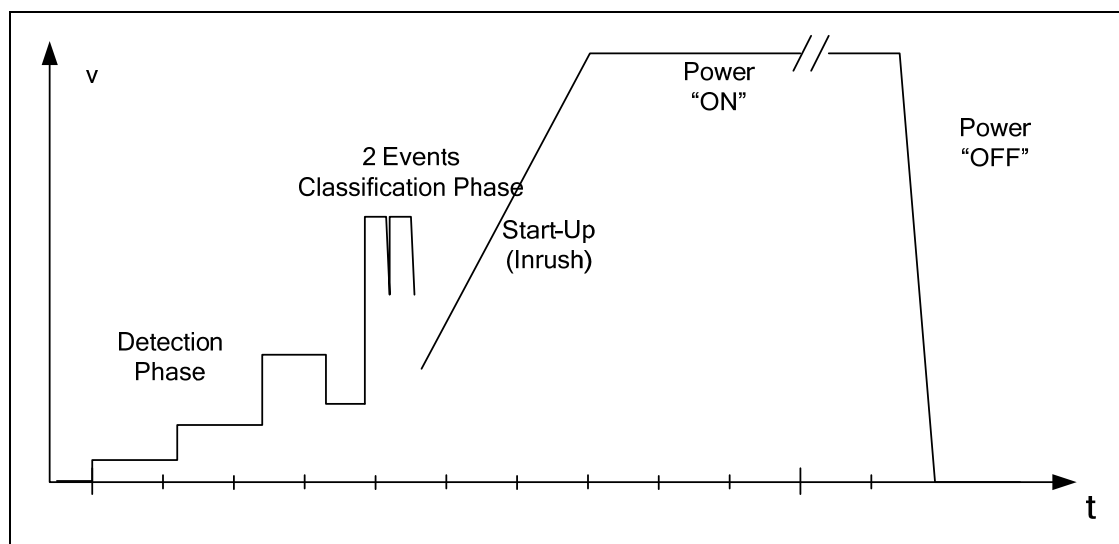 v
Power
“ON”
Power
“OFF”
2 Events
Classification Phase
Start-Up
(Inrush)
Detection
Phase
t